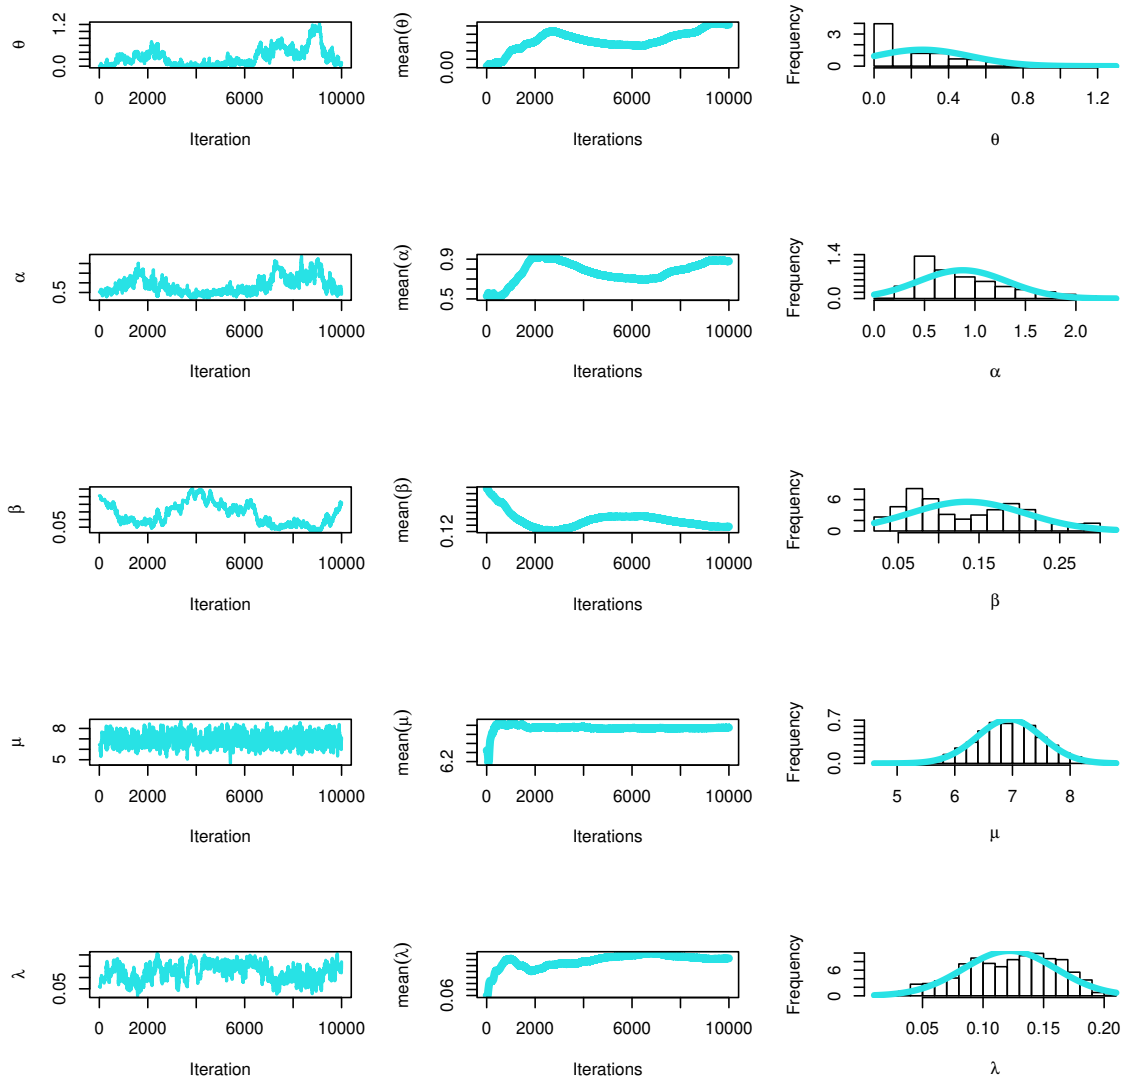 θ
0.0 1.2
0 2000 6000 10000
Iteration
mean(θ)
0.00
0 2000 6000 10000
Iterations
Frequency
0 3
0.0 0.4 0.8 1.2
θ
α
0.5
0 2000 6000 10000
Iteration
mean(α)
0.5 0.9
0 2000 6000 10000
Iterations
Frequency
0.0 1.4
0.0 0.5 1.0 1.5 2.0
α
β
0.05
0 2000 6000 10000
Iteration
mean(β)
0.12
0 2000 6000 10000
Iterations
Frequency
0 6
0.05 0.15 0.25
β
μ
5 8
0 2000 6000 10000
Iteration
mean(μ)
6.2
0 2000 6000 10000
Iterations
Frequency
0.0 0.7
5 6 7 8
μ
λ
0.05
0 2000 6000 10000
Iteration
mean(λ)
0.06
0 2000 6000 10000
Iterations
Frequency
0 6
0.05 0.10 0.15 0.20
λ